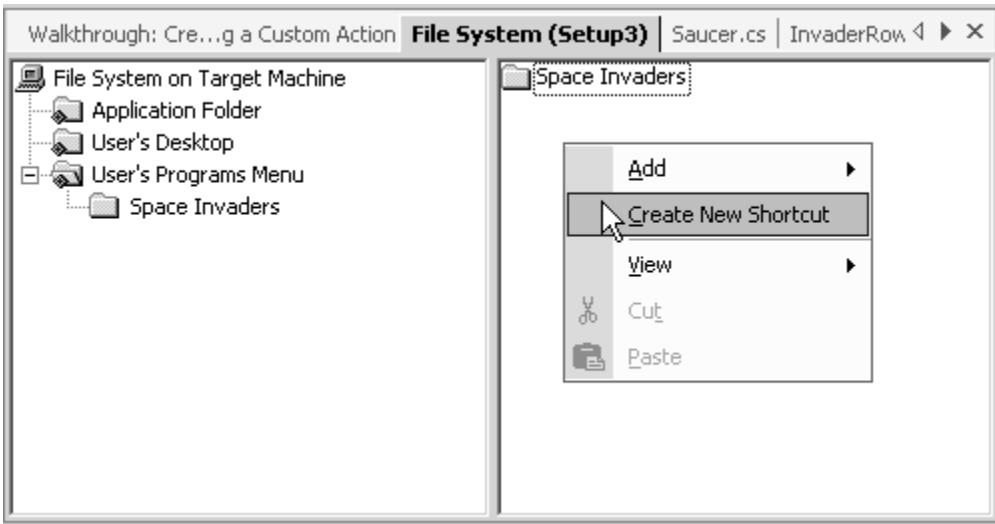 Walkthrough: Cre...g a Custom Action File System (Setup3) Saucer.cs InvaderRow
File System on Target Machine
Application Folder
User's Desktop
User's Programs Menu
Space Invaders
Space Invaders
Add
Create New Shortcut
View
Cut
Paste